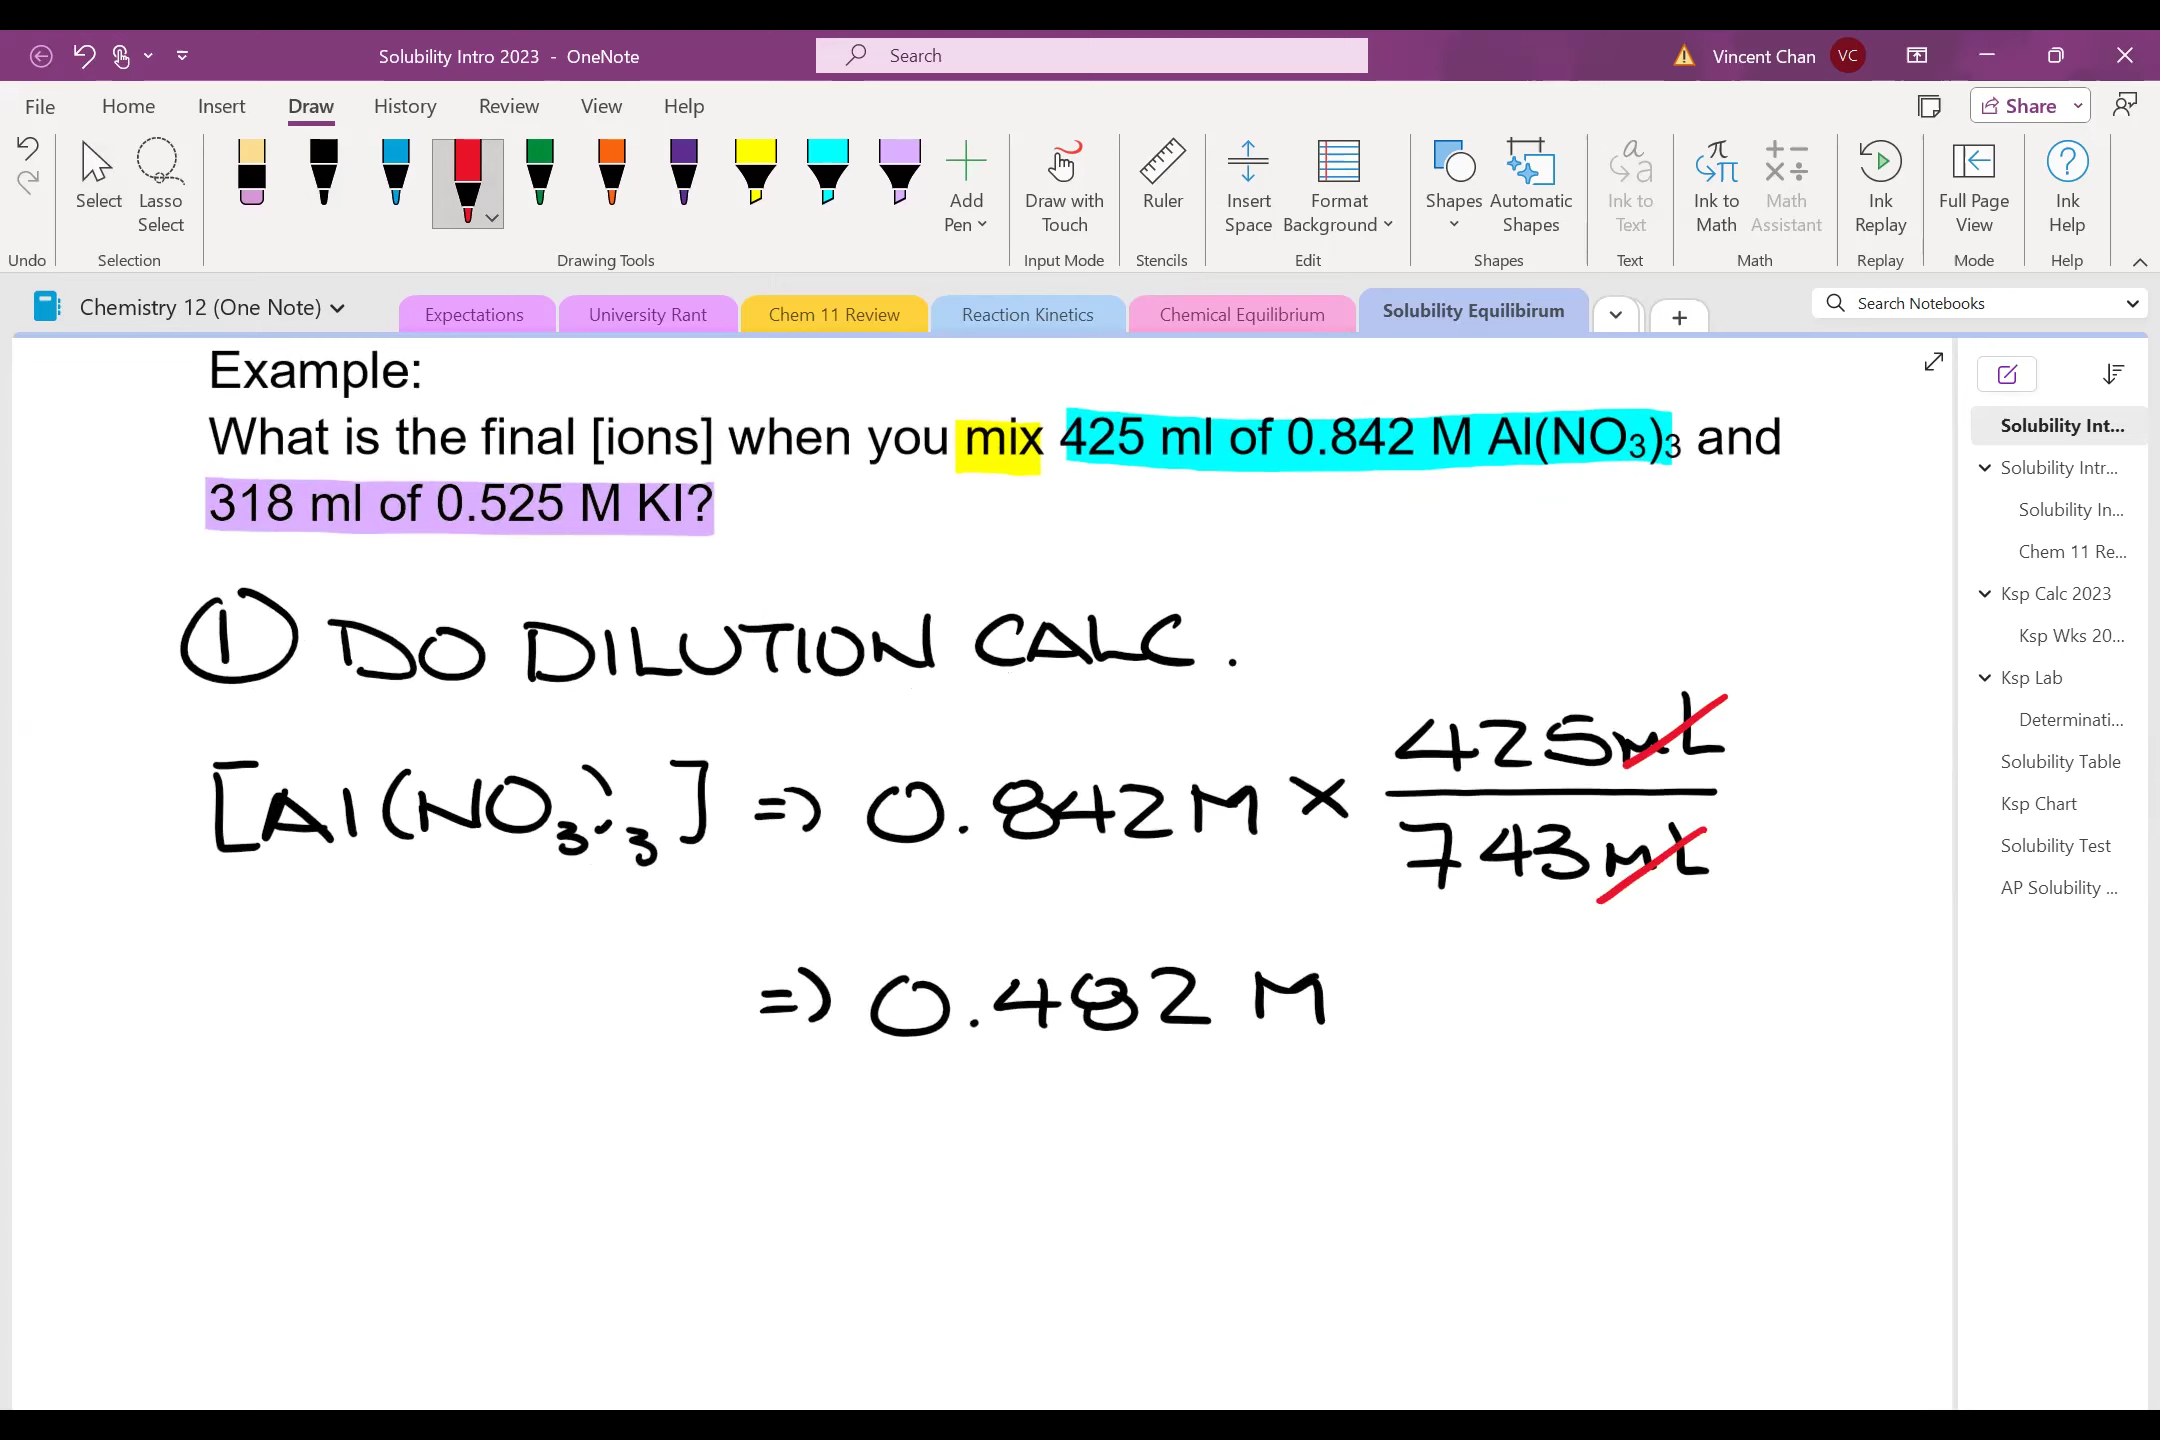 Solubility Intro 2023 - OneNote
Search
Vincent Chan
VC
File Home Insert Draw History Review View Help
Share
Select
Lasso Select
Add Pen
Draw with Touch
Ruler
Insert Space
Format Background
Shapes
Automatic Shapes
Ink to Text
Ink to Math
Math Assistant
Ink Replay
Full Page View
Ink Help
Undo Selection Drawing Tools Input Mode Stencils Edit Shapes Text Math Replay Mode Help
Chemistry 12 (One Note)
Expectations University Rant Chem 11 Review Reaction Kinetics Chemical Equilibrium Solubility Equilibirum
Search Notebooks
Example:
What is the final [ions] when you mix 425 ml of 0.842 M Al(NO₃)₃ and
318 ml of 0.525 M KI?
① DO DILUTION CALC.
[Al(NO₃)₃] => 0.842 M × 425 mL / 743 mL
=> 0.482 M
Solubility Int...
Solubility Intr...
Solubility In...
Chem 11 Re...
Ksp Calc 2023
Ksp Wks 20...
Ksp Lab
Determinati...
Solubility Table
Ksp Chart
Solubility Test
AP Solubility ...